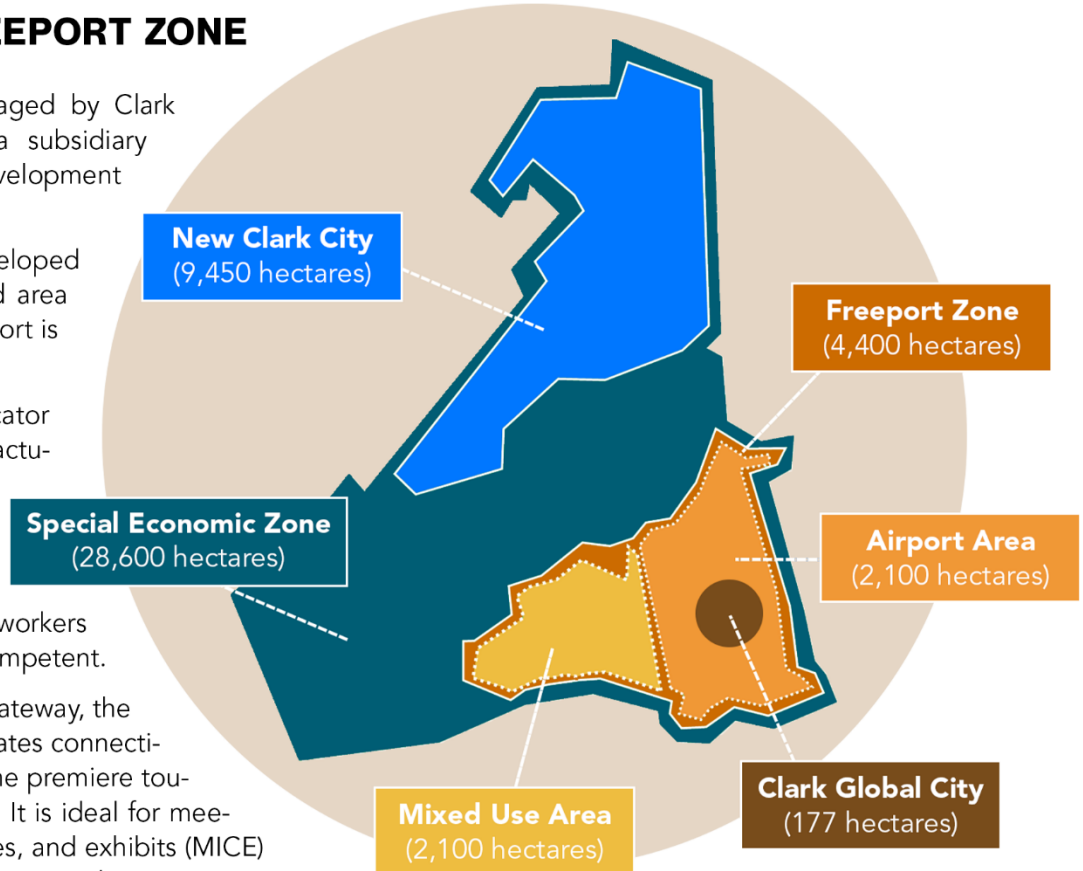 EEPORT ZONE
aged by Clark
a subsidiary
velopment
eloped
d area
ort is
cator
actu-
workers
mpetent.
ateway, the
ates connecti-
ne premiere tou-
It is ideal for mee-
es, and exhibits (MICE)
New Clark City
(9,450 hectares)
Freeport Zone
(4,400 hectares)
Special Economic Zone
(28,600 hectares)
Airport Area
(2,100 hectares)
Clark Global City
(177 hectares)
Mixed Use Area
(2,100 hectares)